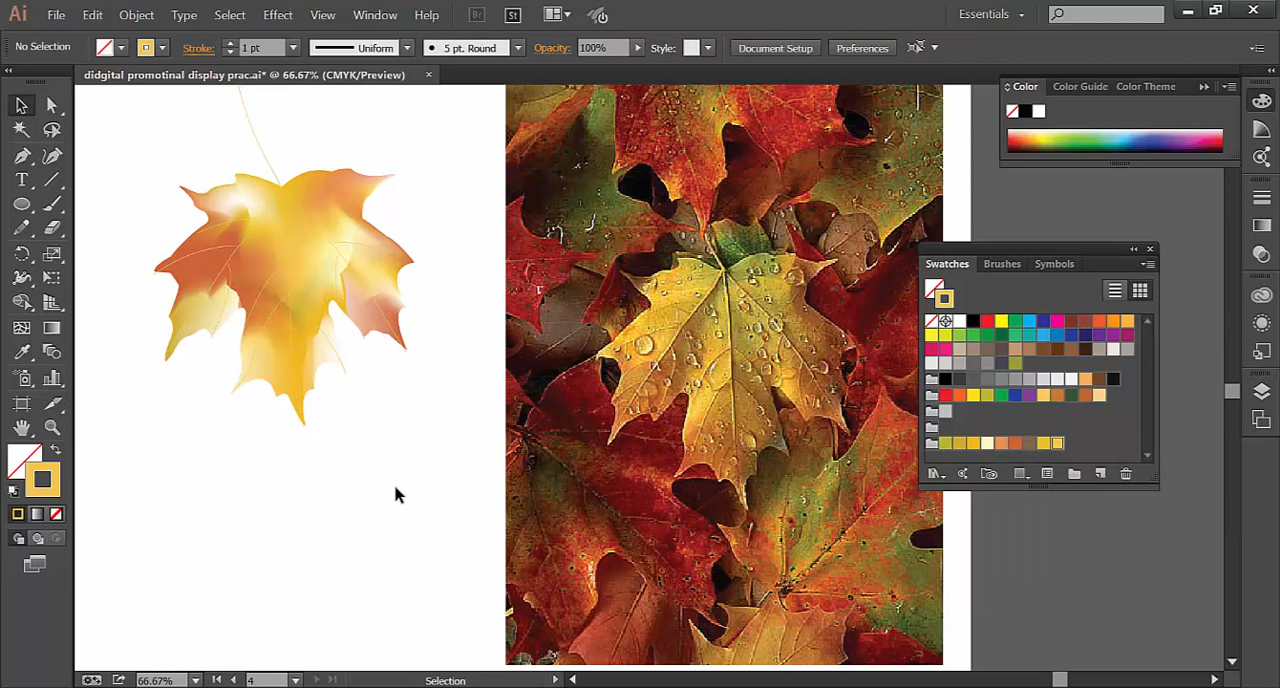 Ai File Edit Object Type Select Effect View Window Help Br St Essentials
No Selection Stroke: 1 pt Uniform 5 pt. Round Opacity: 100% Style: Document Setup Preferences
didgital promotinal display prac.ai* @ 66.67% (CMYK/Preview)
Color Color Guide Color Theme
Swatches Brushes Symbols
66.67% 4 Selection